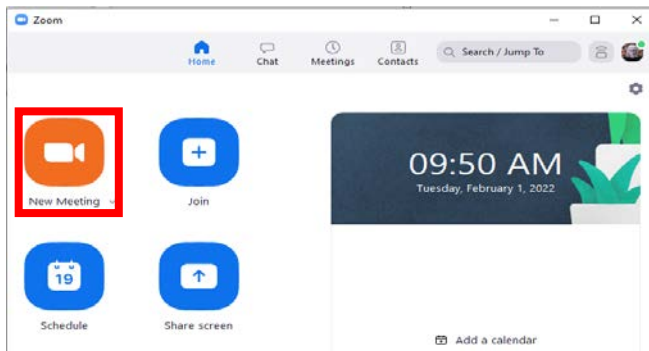 Zoom
Home Chat Meetings Contacts Search / Jump To
New Meeting
Join
09:50 AM
Tuesday, February 1, 2022
19
Schedule
Share screen
Add a calendar